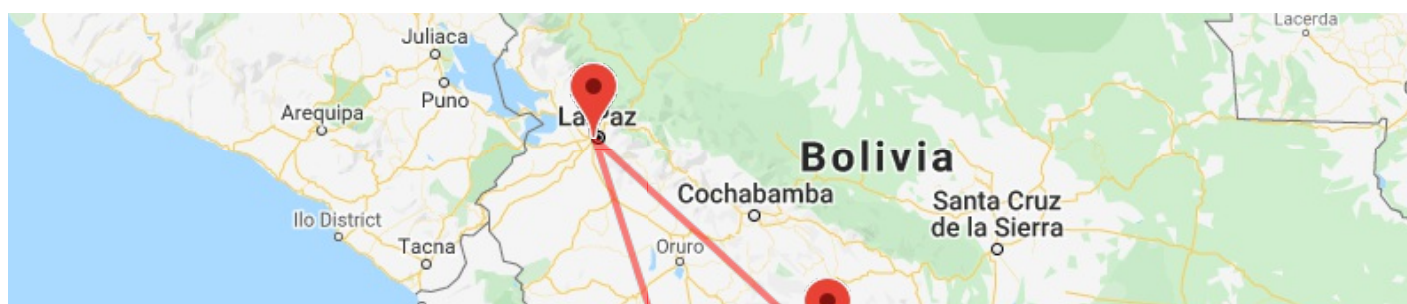 Lacerda
Juliaca
Puno
Arequipa
La Paz
Bolivia
Cochabamba
Santa Cruz
de la Sierra
Ilo District
Tacna
Oruro